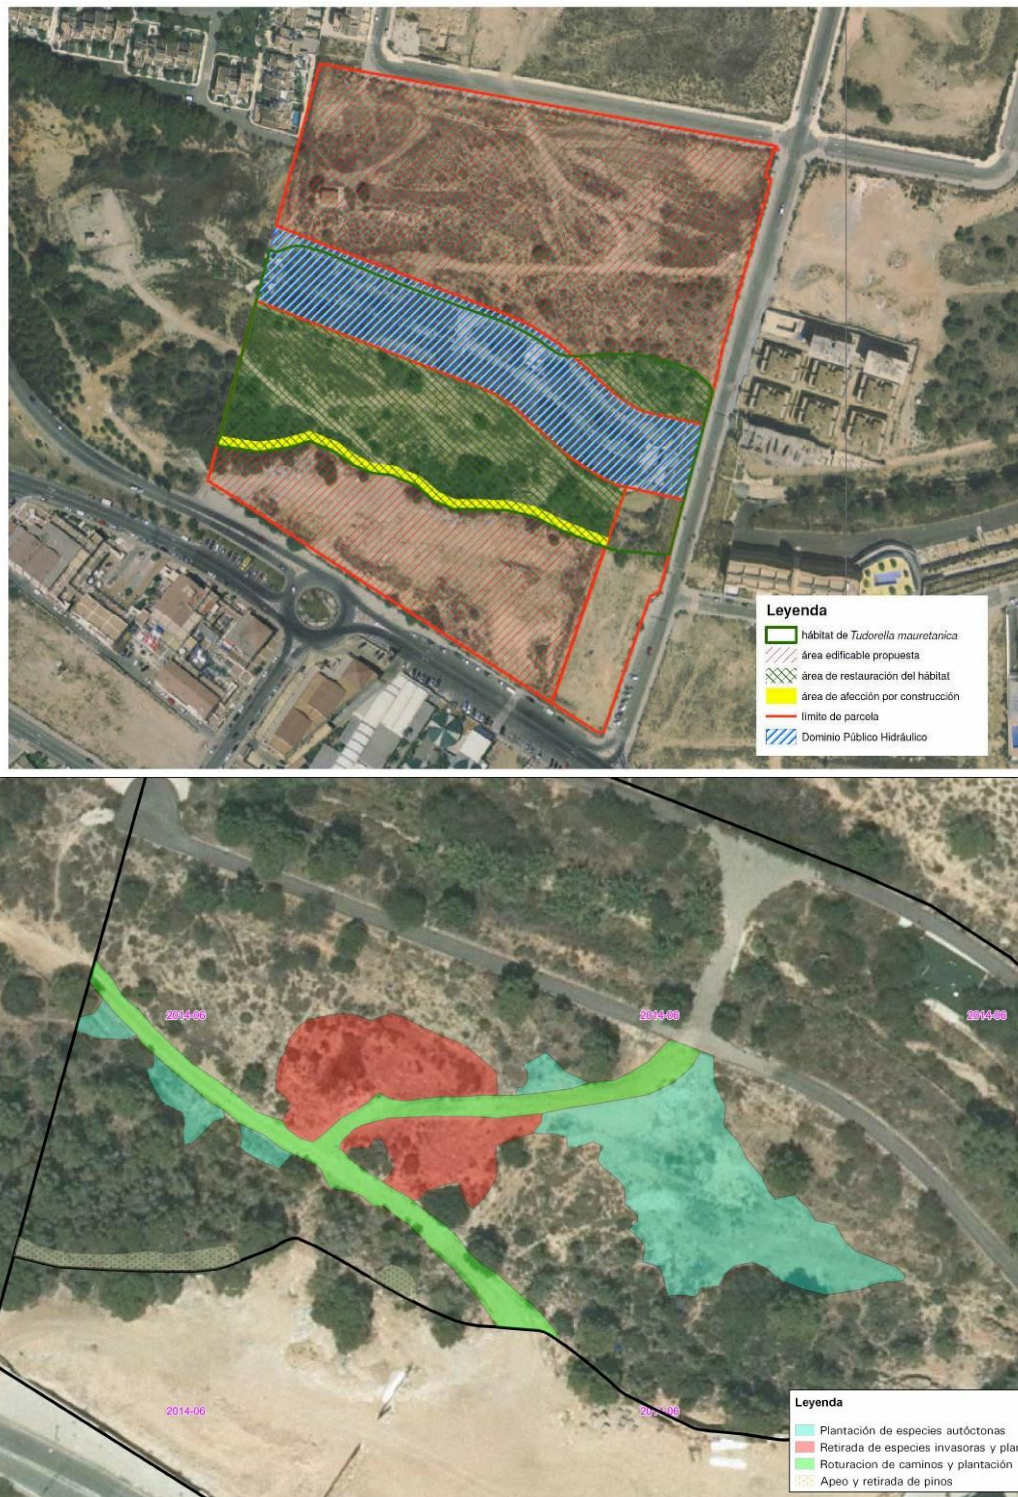 Leyenda
hábitat de Tudorella mauretanica
área edificable propuesta
área de restauración del hábitat
área de afección por construcción
límite de parcela
Dominio Público Hidráulico
2014-06
2014-06
2014-06
2014-06
Leyenda
Plantación de especies autóctonas
Retirada de especies invasoras y plan
Roturacion de caminos y plantación
Apeo y retirada de pinos